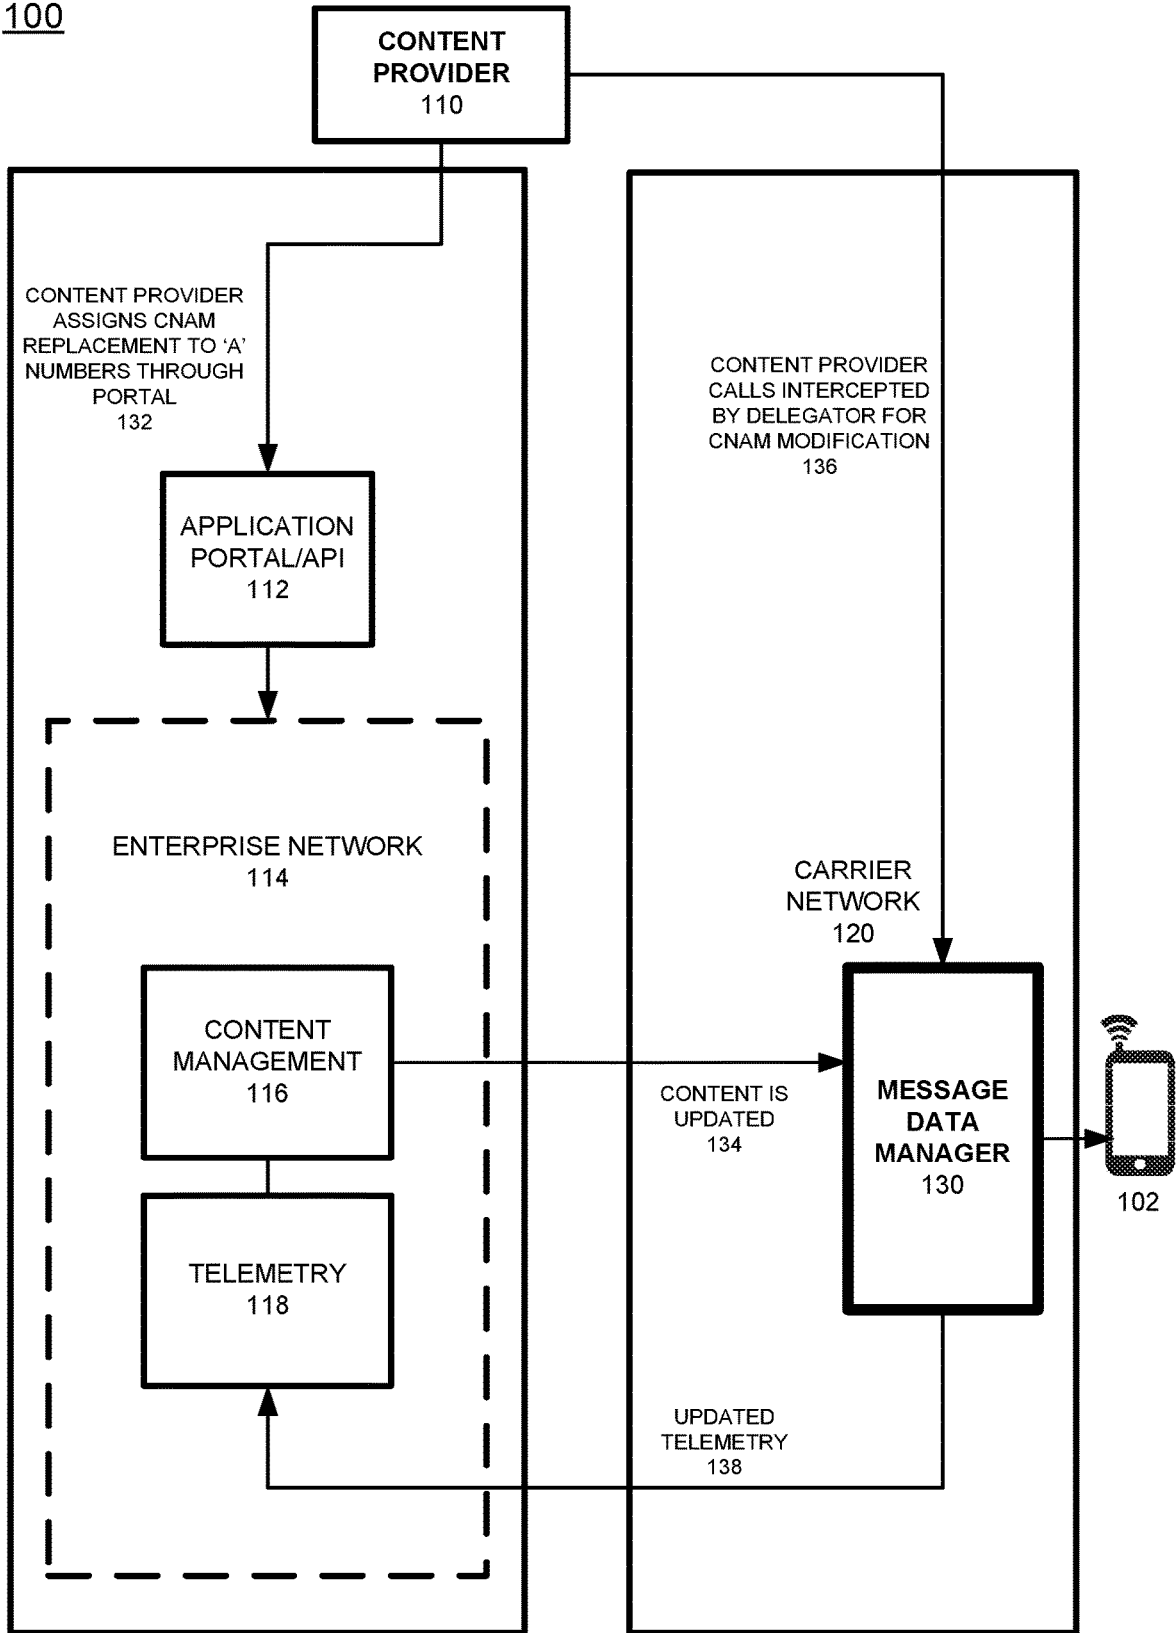 100
CONTENT
PROVIDER
110
CONTENT PROVIDER
ASSIGNS CNAM
REPLACEMENT TO ‘A’
NUMBERS THROUGH
PORTAL
132
APPLICATION
PORTAL/API
112
ENTERPRISE NETWORK
114
CONTENT
MANAGEMENT
116
TELEMETRY
118
CONTENT PROVIDER
CALLS INTERCEPTED
BY DELEGATOR FOR
CNAM MODIFICATION
136
CARRIER
NETWORK
120
CONTENT IS
UPDATED
134
MESSAGE
DATA
MANAGER
130
102
UPDATED
TELEMETRY
138